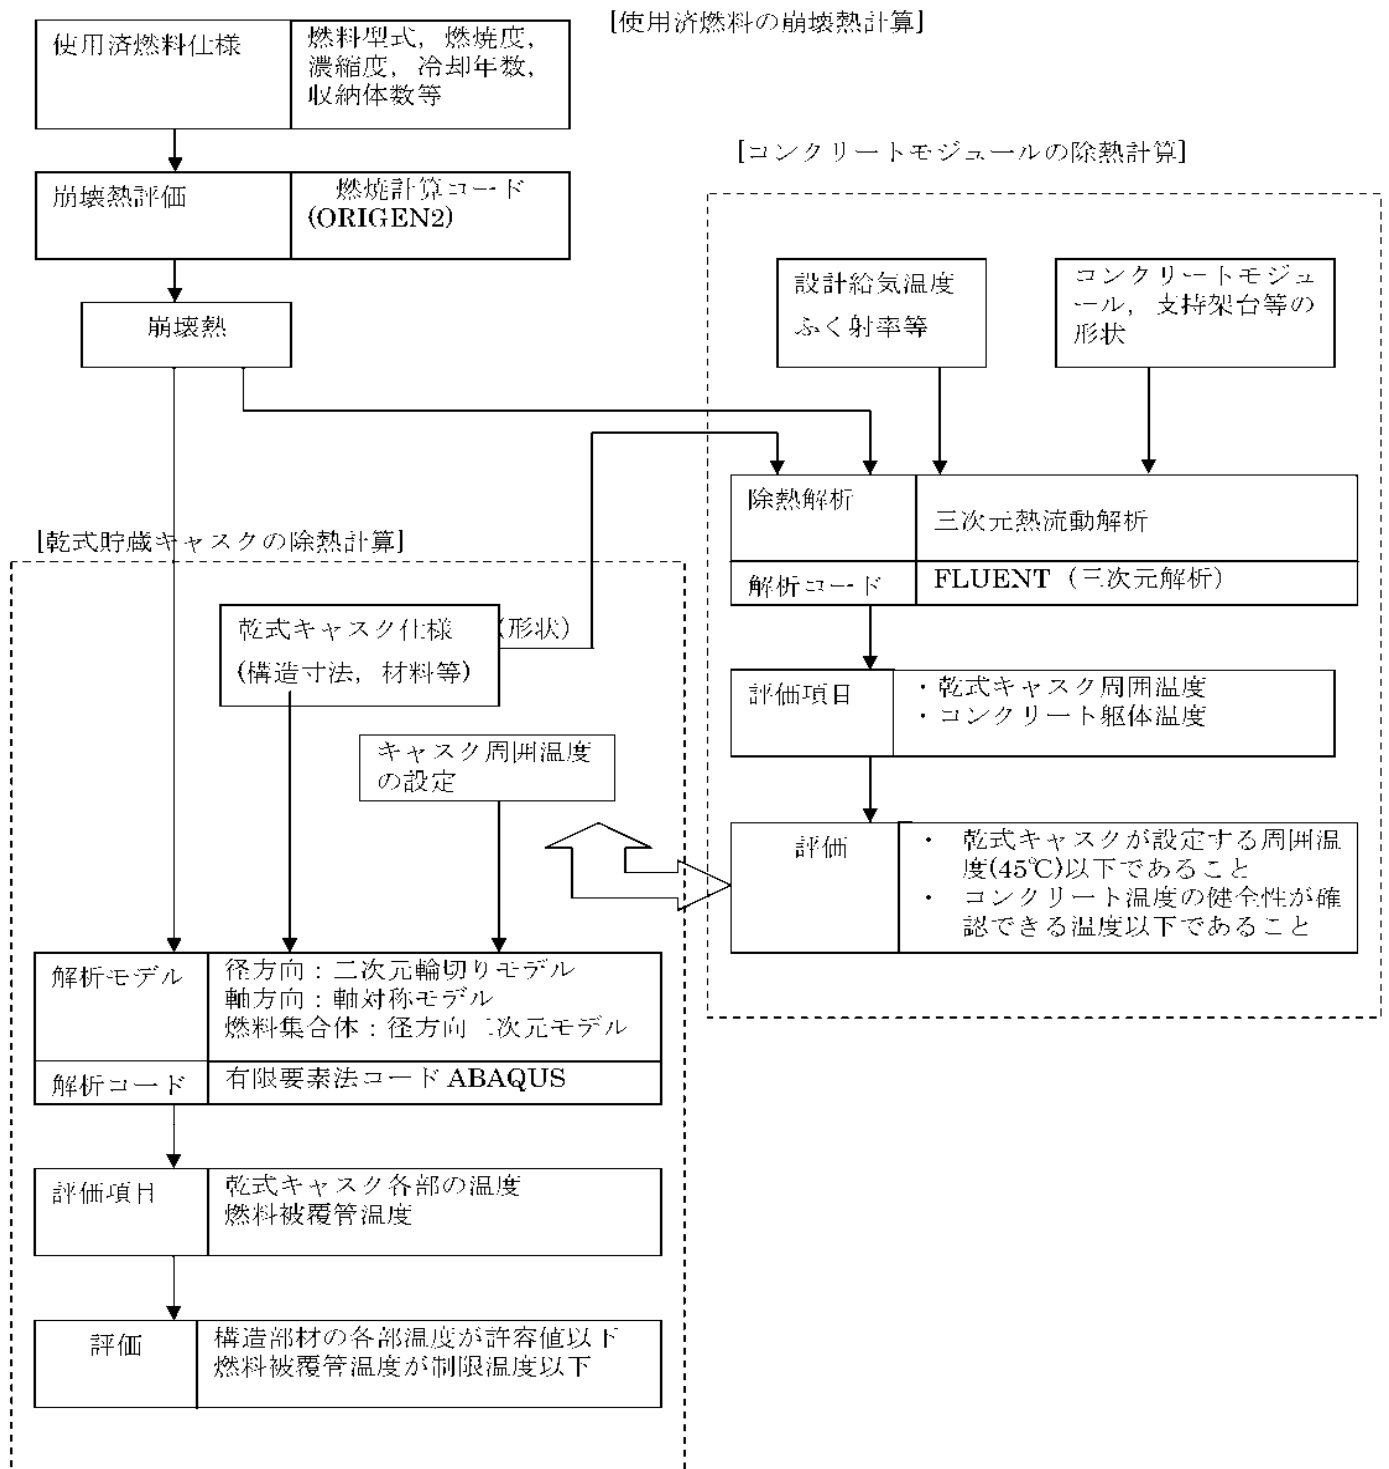 [使用済燃料の崩壊熱計算]
使用済燃料仕様
燃料型式，燃焼度，
濃縮度，冷却年数，
収納体数等
崩壊熱評価
燃焼計算コード
(ORIGEN2)
崩壊熱
[コンクリートモジュールの除熱計算]
設計給気温度
ふく射率等
コンクリートモジュ
ール，支持架台等の
形状
除熱解析
三次元熱流動解析
解析コード
FLUENT（三次元解析）
評価項目
・乾式キャスク周囲温度
・コンクリート躯体温度
評価
・ 乾式キャスクが設定する周囲温
度(45℃)以下であること
・ コンクリート温度の健全性が確
認できる温度以下であること
[乾式貯蔵キャスクの除熱計算]
乾式キャスク仕様
(構造寸法，材料等)
（形状）
キャスク周囲温度
の設定
解析モデル
径方向：二次元輪切りモデル
軸方向：軸対称モデル
燃料集合体：径方向二次元モデル
解析コード
有限要素法コード ABAQUS
評価項目
乾式キャスク各部の温度
燃料被覆管温度
評価
構造部材の各部温度が許容値以下
燃料被覆管温度が制限温度以下